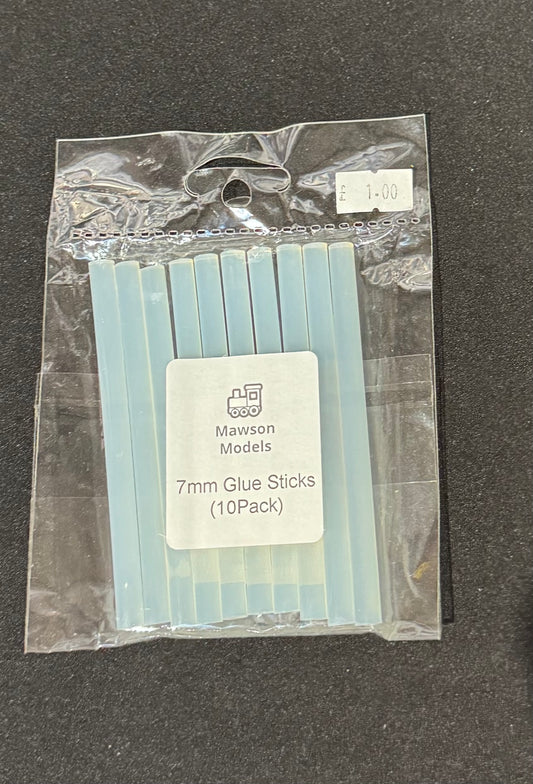 £ 1.00
Mawson
Models
7mm Glue Sticks
(10Pack)